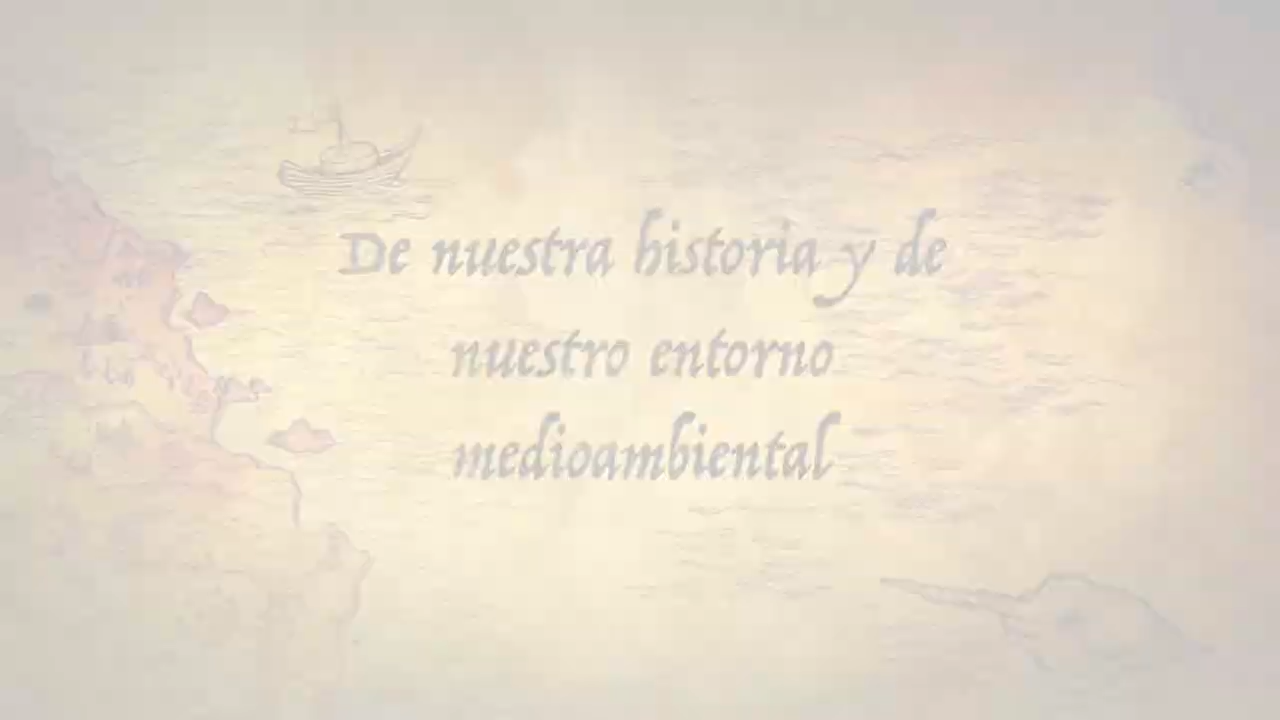 De nuestra historia y de
nuestro entorno
medioambiental